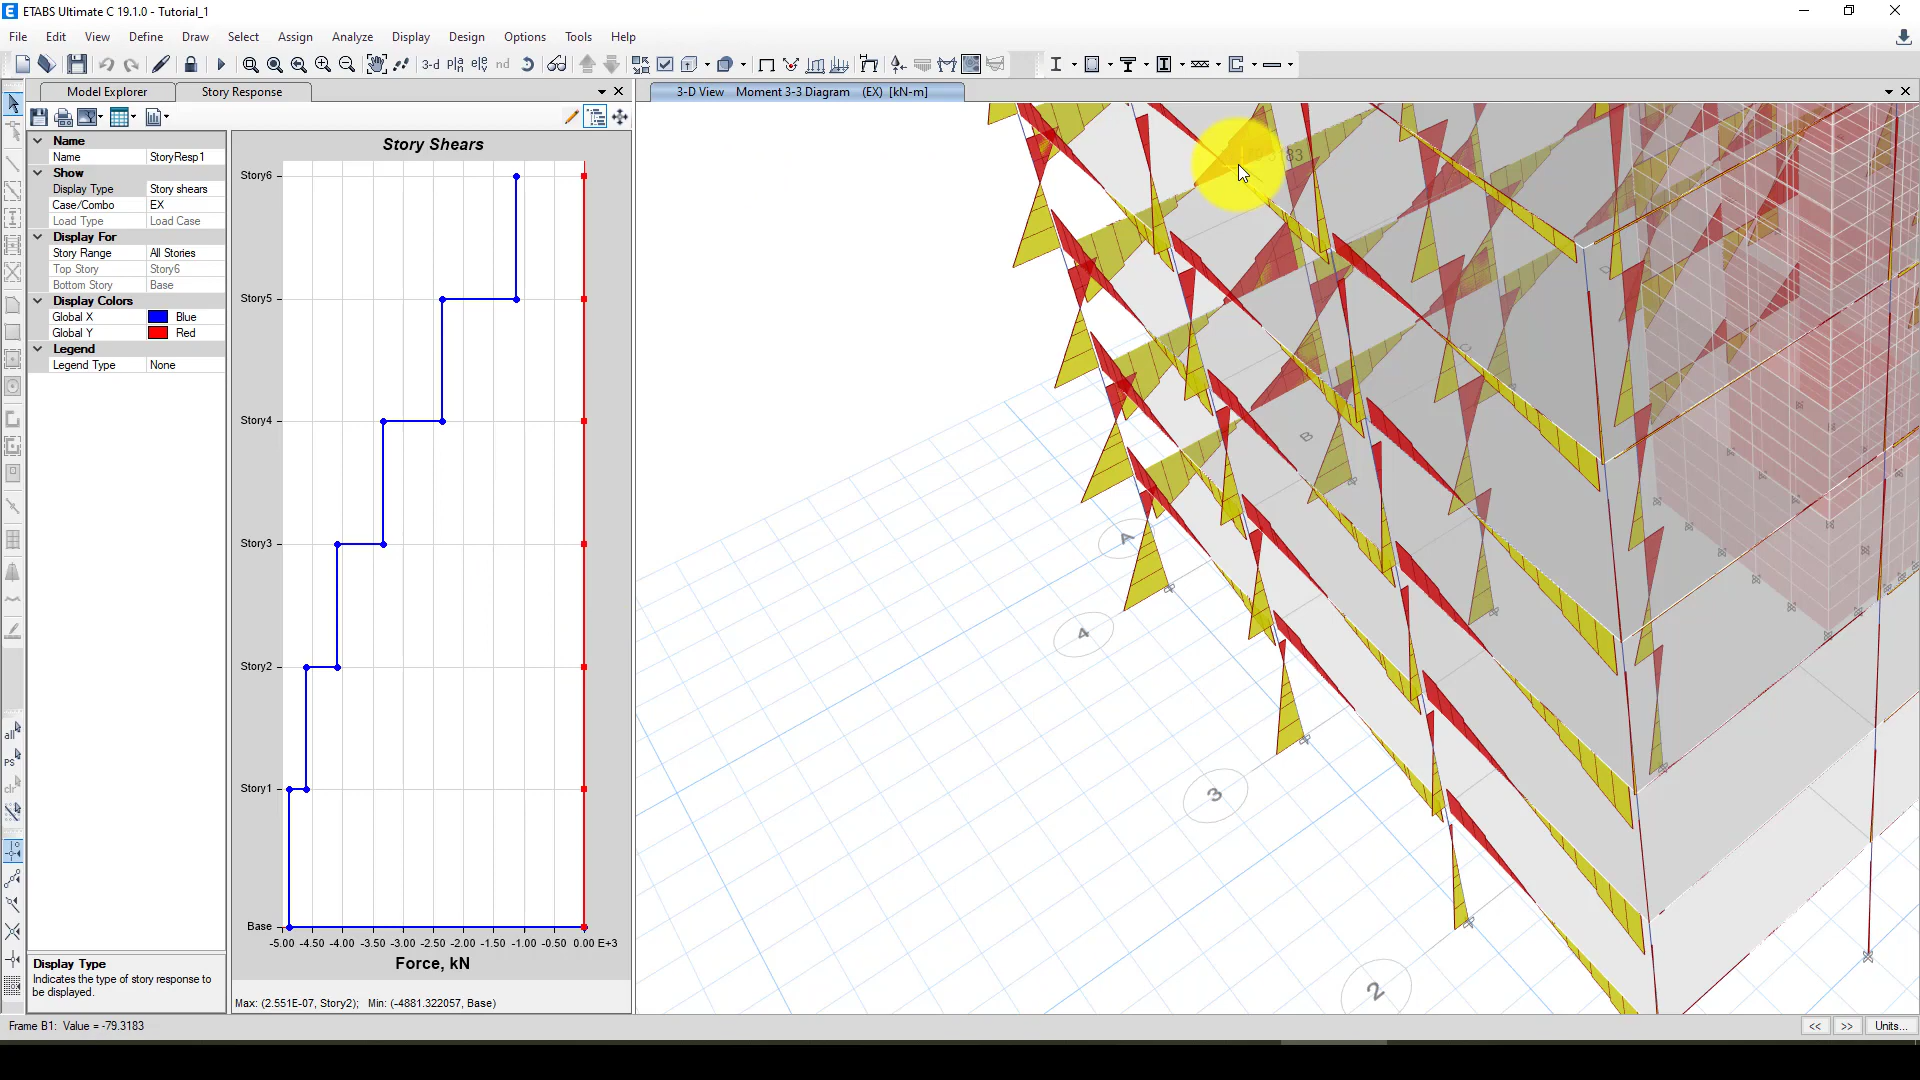 ETABS Ultimate C 19.1.0 - Tutorial_1
File Edit View Define Draw Select Assign Analyze Display Design Options Tools Help
3-d nd
Model Explorer Story Response
3-D View Moment 3-3 Diagram (EX) [kN-m]
Name
Name StoryResp1
Show
Display Type Story shears
Case/Combo EX
Load Type Load Case
Display For
Story Range All Stories
Top Story Story6
Bottom Story Base
Display Colors
Global X Blue
Global Y Red
Legend
Legend Type None
Story Shears
Story6
Story5
Story4
Story3
Story2
Story1
Base
-5.00 -4.50 -4.00 -3.50 -3.00 -2.50 -2.00 -1.50 -1.00 -0.50 0.00 E+3
Force, kN
Max: (2.551E-07, Story2); Min: (-4881.322057, Base)
Display Type
Indicates the type of story response to
be displayed.
all
PS
clr
C
B
A
4
3
2
Frame B1: Value = -79.3183
<< >> Units...